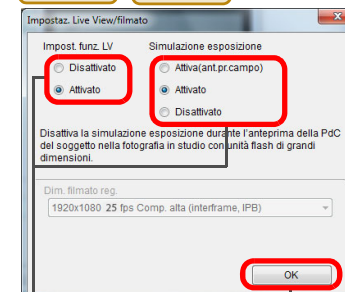 Impostaz. Live View/filmato
Impost. funz. LV
Simulazione esposizione
Disattivato
Attiva(ant.pr.campo)
Attivato
Attivato
Disattivato
Disattiva la simulazione esposizione durante l'anteprima della PdC
del soggetto nella fotografia in studio con unità flash di grandi
dimensioni.
Dim. filmato reg.
1920x1080 25 fps Comp. alta (interframe, IPB)
OK